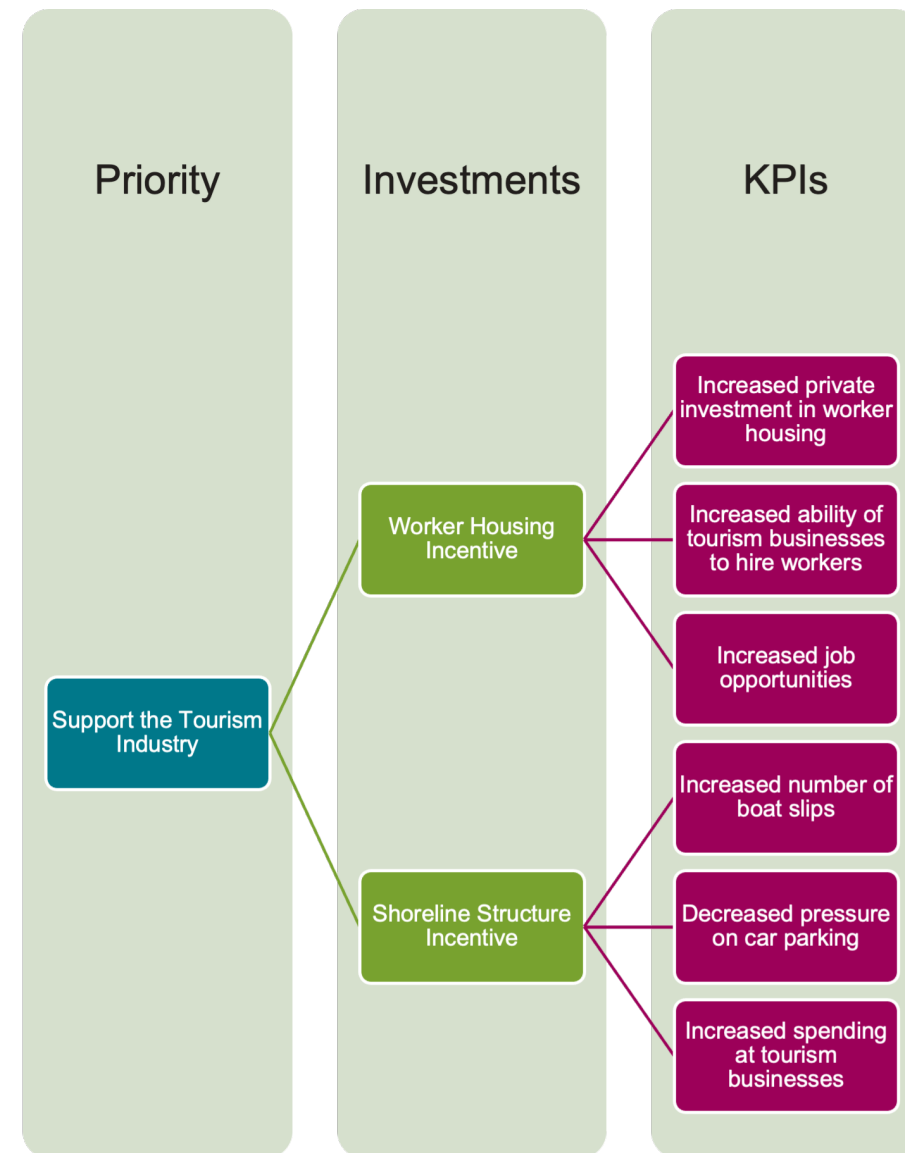 Priority
Investments
KPIs
Support the Tourism
Industry
Worker Housing
Incentive
Shoreline Structure
Incentive
Increased private
investment in worker
housing
Increased ability of
tourism businesses
to hire workers
Increased job
opportunities
Increased number of
boat slips
Decreased pressure
on car parking
Increased spending
at tourism
businesses